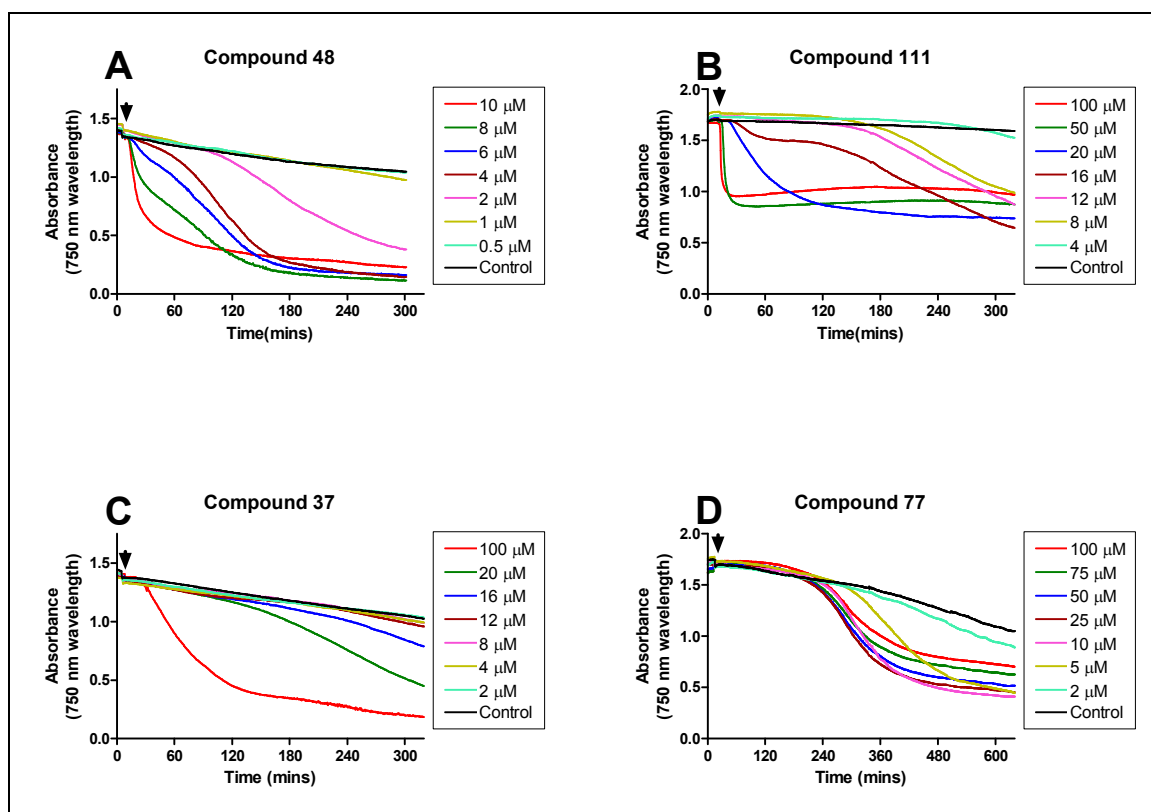 A
Compound 48
Absorbance
(750 nm wavelength)
1.5
1.0
0.5
0.0
0 60 120 180 240 300
Time(mins)
10 μM
8 μM
6 μM
4 μM
2 μM
1 μM
0.5 μM
Control
B
Compound 111
Absorbance
(750 nm wavelength)
2.0
1.5
1.0
0.5
0.0
0 60 120 180 240 300
Time (mins)
100 μM
50 μM
20 μM
16 μM
12 μM
8 μM
4 μM
Control
C
Compound 37
Absorbance
(750 nm wavelength)
1.5
1.0
0.5
0.0
0 60 120 180 240 300
Time (mins)
100 μM
20 μM
16 μM
12 μM
8 μM
4 μM
2 μM
Control
D
Compound 77
Absorbance
(750 nm wavelength)
2.0
1.5
1.0
0.5
0.0
0 120 240 360 480 600
Time (mins)
100 μM
75 μM
50 μM
25 μM
10 μM
5 μM
2 μM
Control